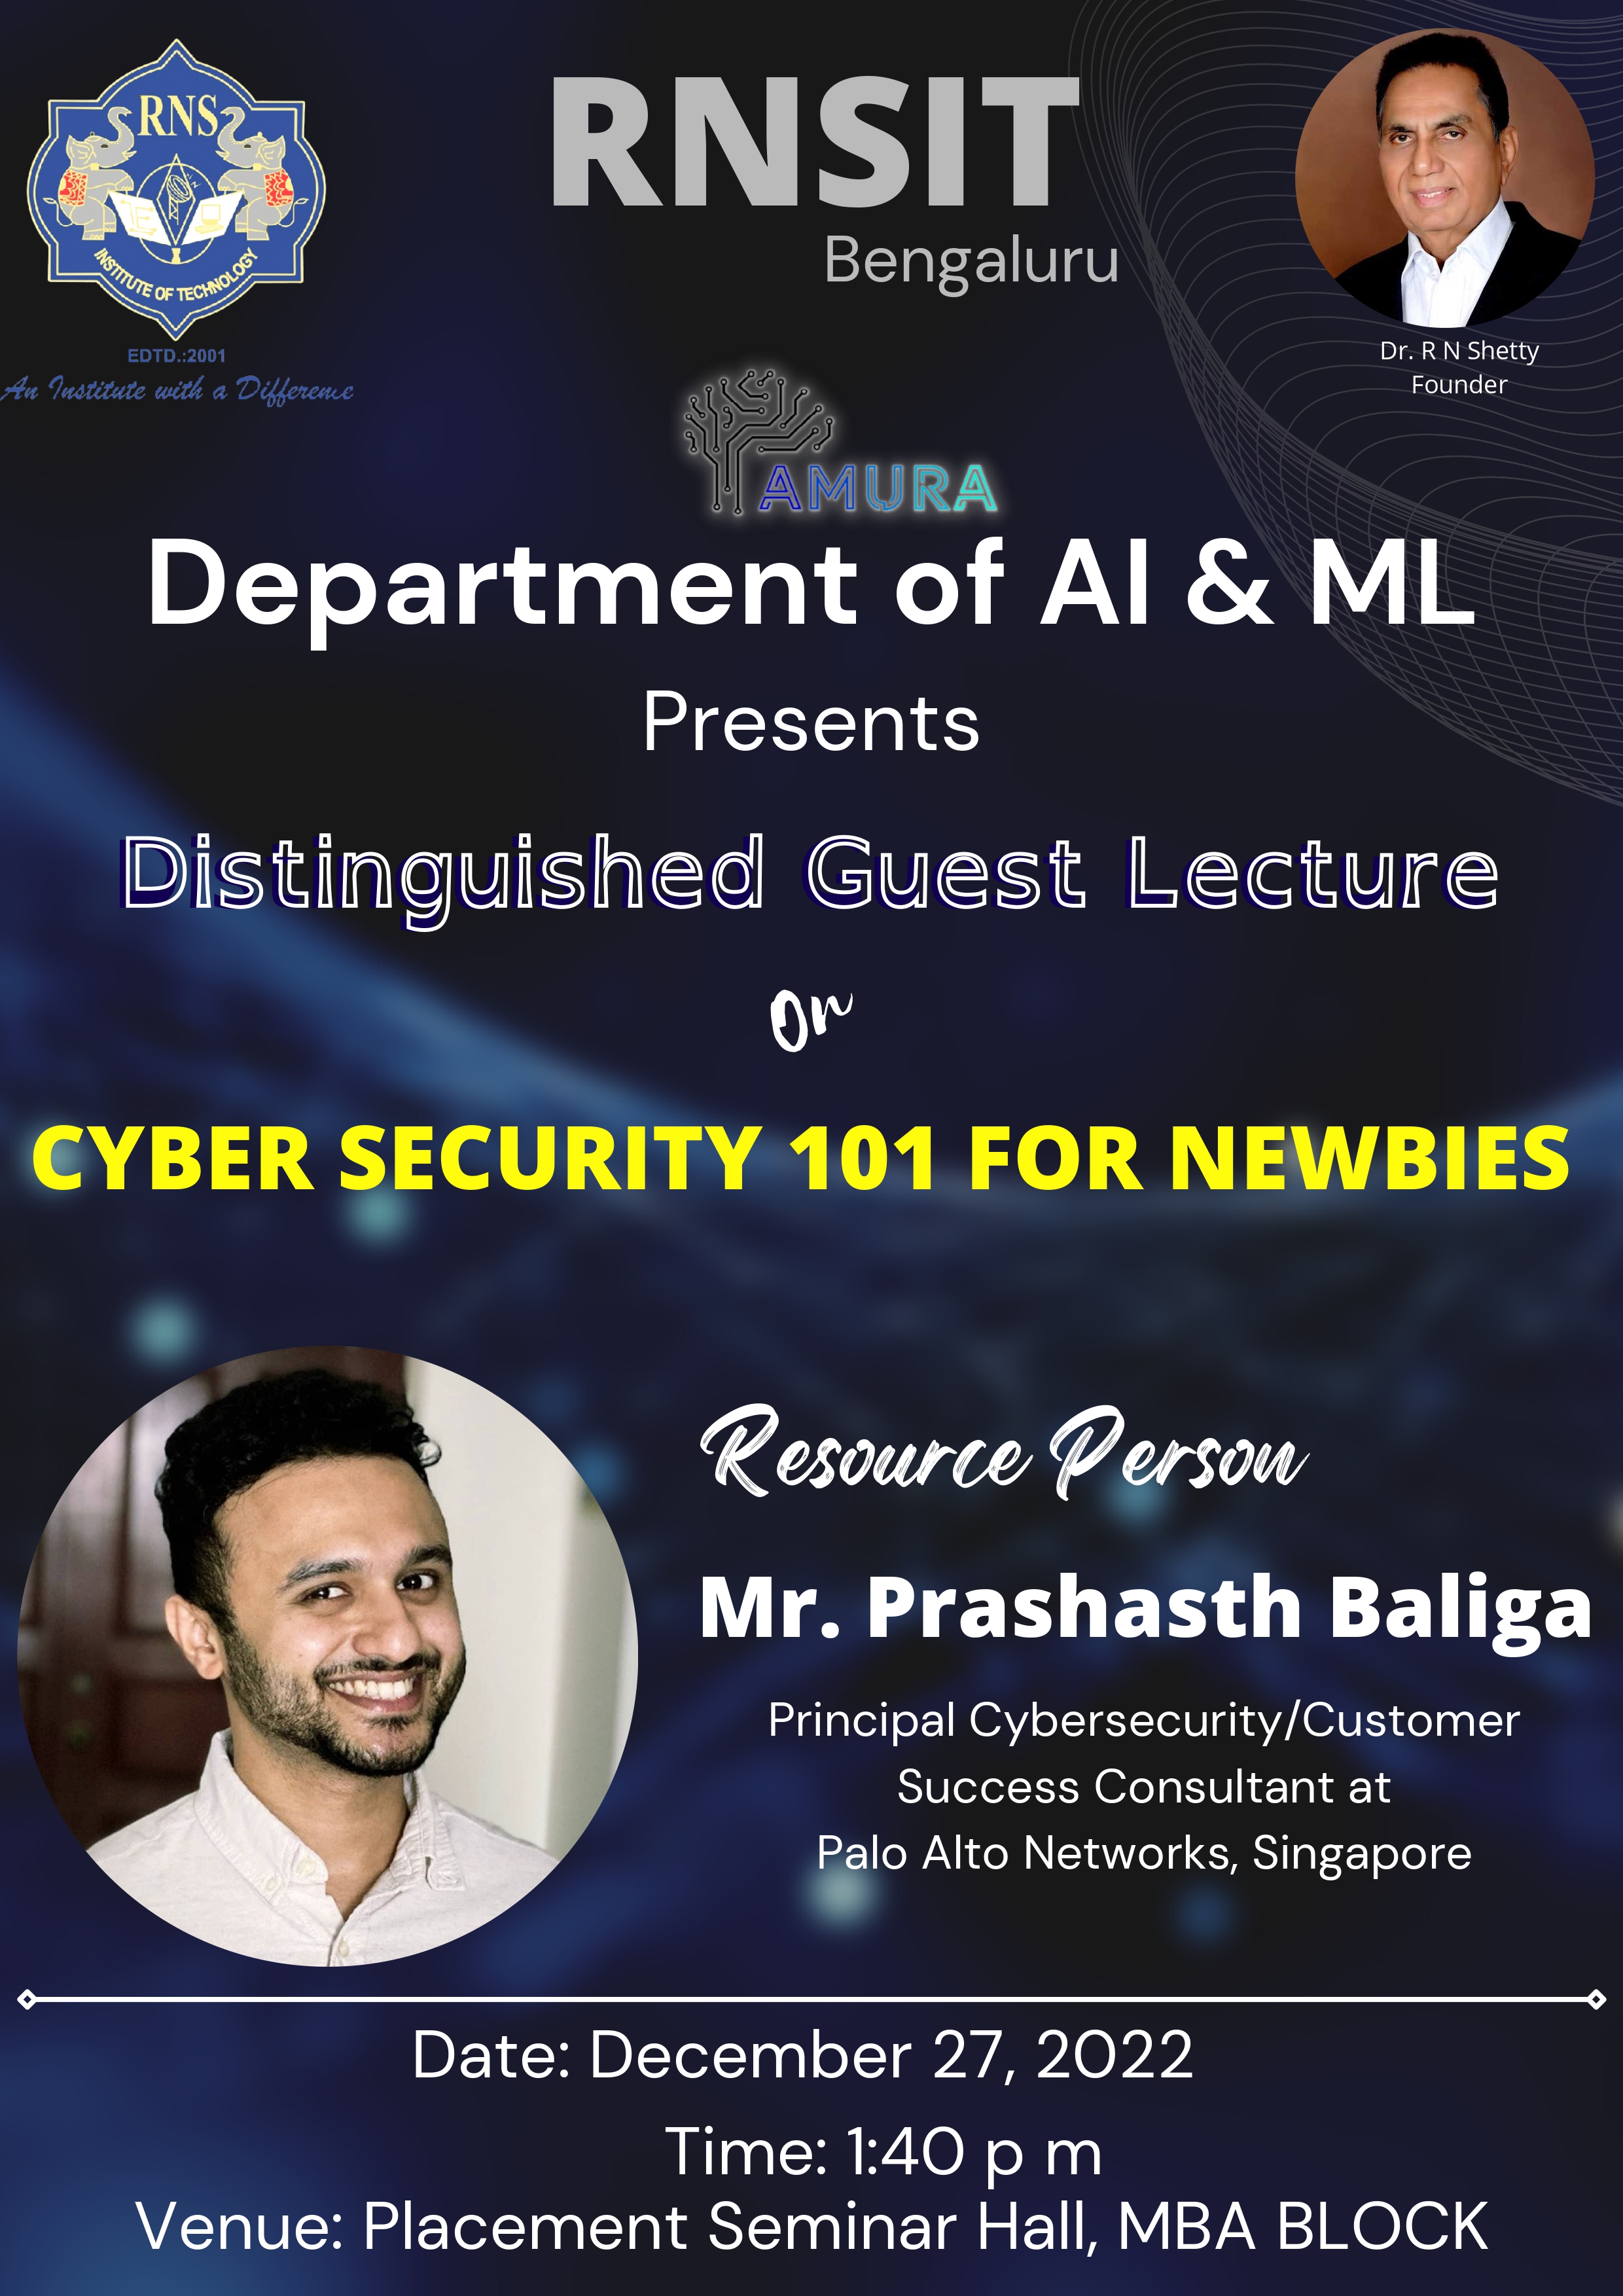 RNS
INSTITUTE OF TECHNOLOGY
EDTD.:2001
An Institute with a Difference
RNSIT
Bengaluru
Dr. R N Shetty
Founder
AMURA
Department of AI & ML
Presents
Distinguished Guest Lecture
On
CYBER SECURITY 101 FOR NEWBIES
Resource Person
Mr. Prashasth Baliga
Principal Cybersecurity/Customer
Success Consultant at
Palo Alto Networks, Singapore
Date: December 27, 2022
Time: 1:40 p m
Venue: Placement Seminar Hall, MBA BLOCK